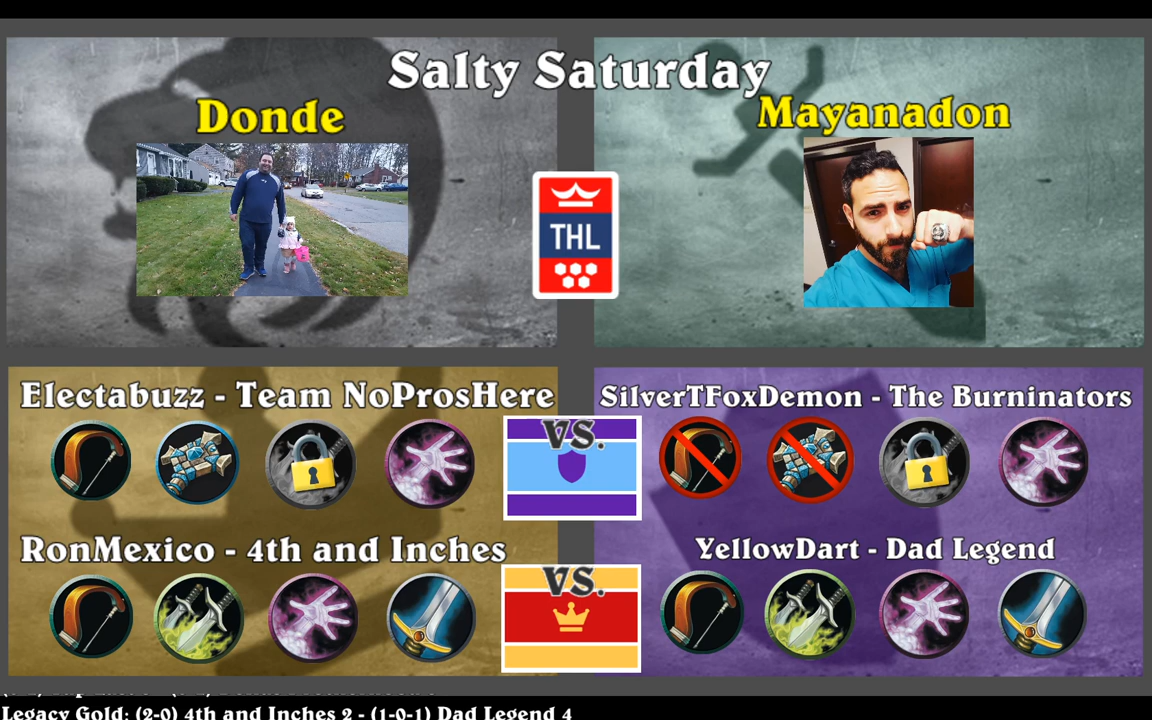 Salty Saturday
Donde
Mayanadon
THL
Electabuzz - Team NoProsHere
VS.
SilverTFoxDemon - The Burninators
RonMexico - 4th and Inches
VS.
YellowDart - Dad Legend
Legacy Gold: (2-0) 4th and Inches 2 - (1-0-1) Dad Legend 4